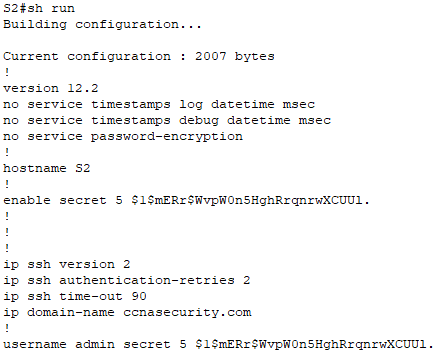 S2#sh run
Building configuration...
Current configuration : 2007 bytes
!
version 12.2
no service timestamps log datetime msec
no service timestamps debug datetime msec
no service password-encryption
!
hostname S2
!
enable secret 5 $1$mERr$WvpW0n5HghRrqnrwXCUUl.
!
!
!
ip ssh version 2
ip ssh authentication-retries 2
ip ssh time-out 90
ip domain-name ccnasecurity.com
!
username admin secret 5 $1$mERr$WvpW0n5HghRrqnrwXCUUl.